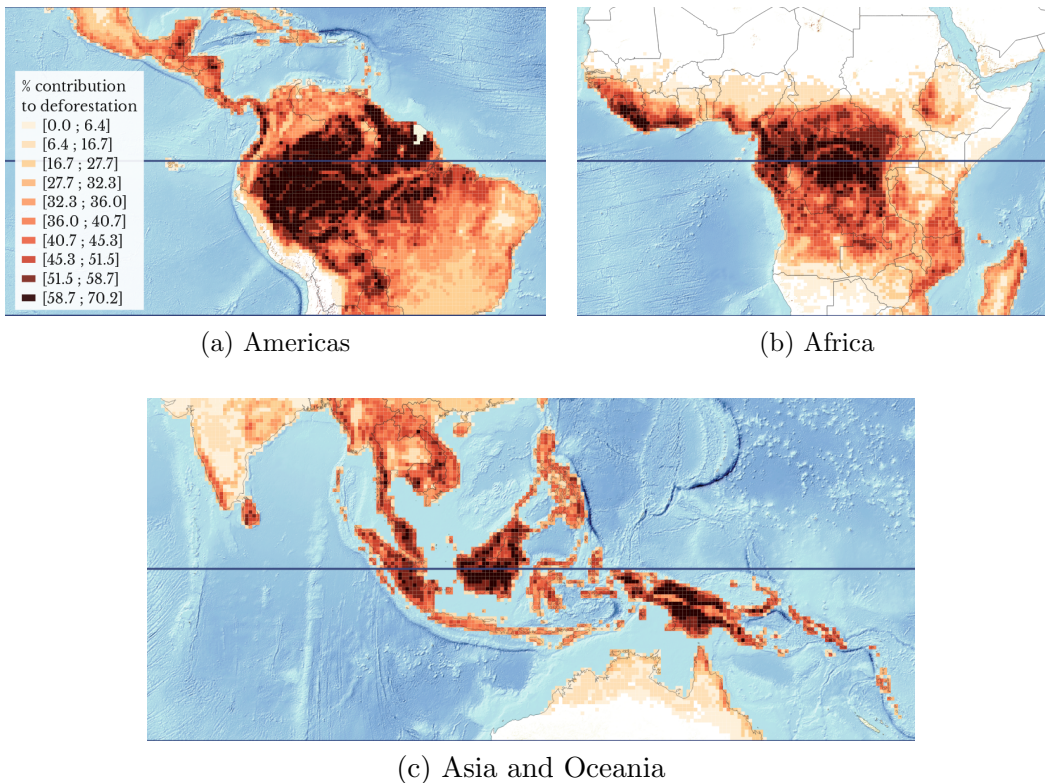 % contribution
to deforestation
[0.0 ; 6.4]
[6.4 ; 16.7]
[16.7 ; 27.7]
[27.7 ; 32.3]
[32.3 ; 36.0]
[36.0 ; 40.7]
[40.7 ; 45.3]
[45.3 ; 51.5]
[51.5 ; 58.7]
[58.7 ; 70.2]
(a) Americas
(b) Africa
(c) Asia and Oceania